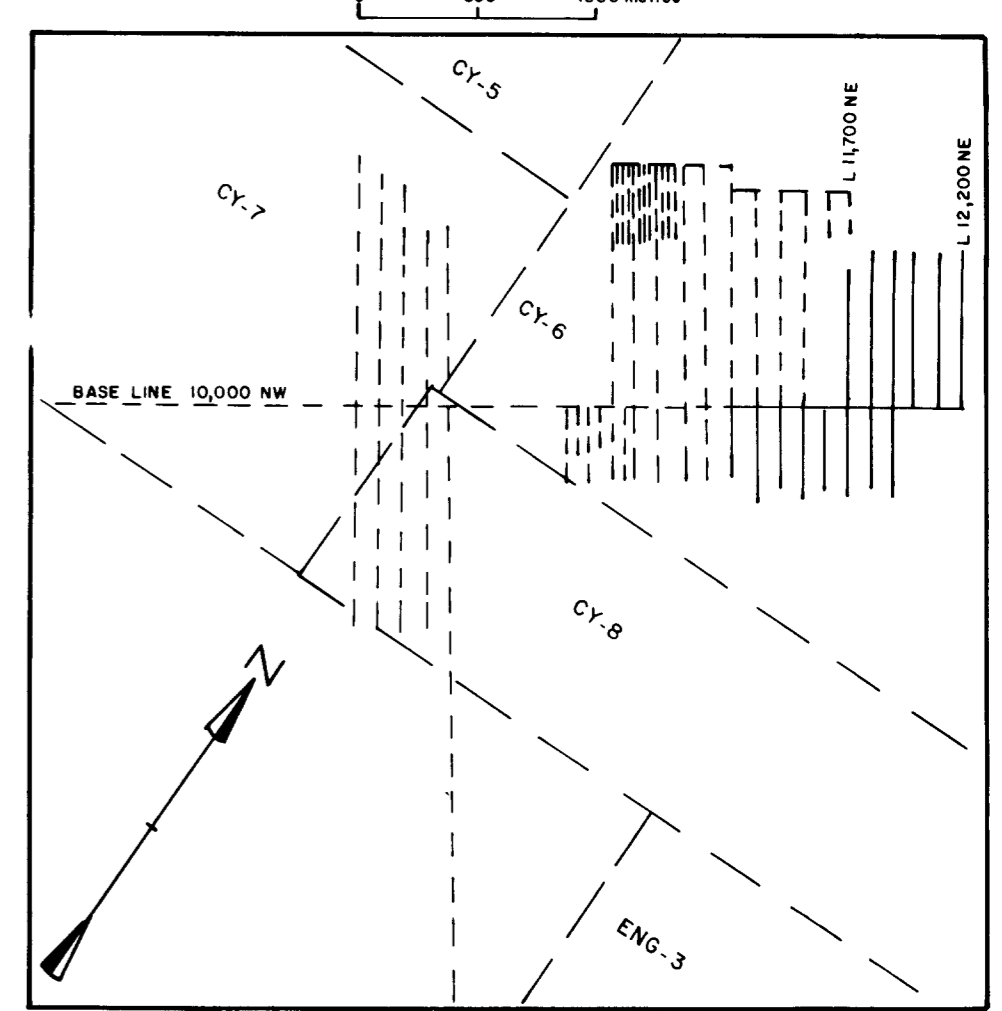 CY-5
L 11,700 NE
L 12,200 NE
CY-7
CY-6
BASE LINE 10,000 NW
CY-8
N
ENG-3